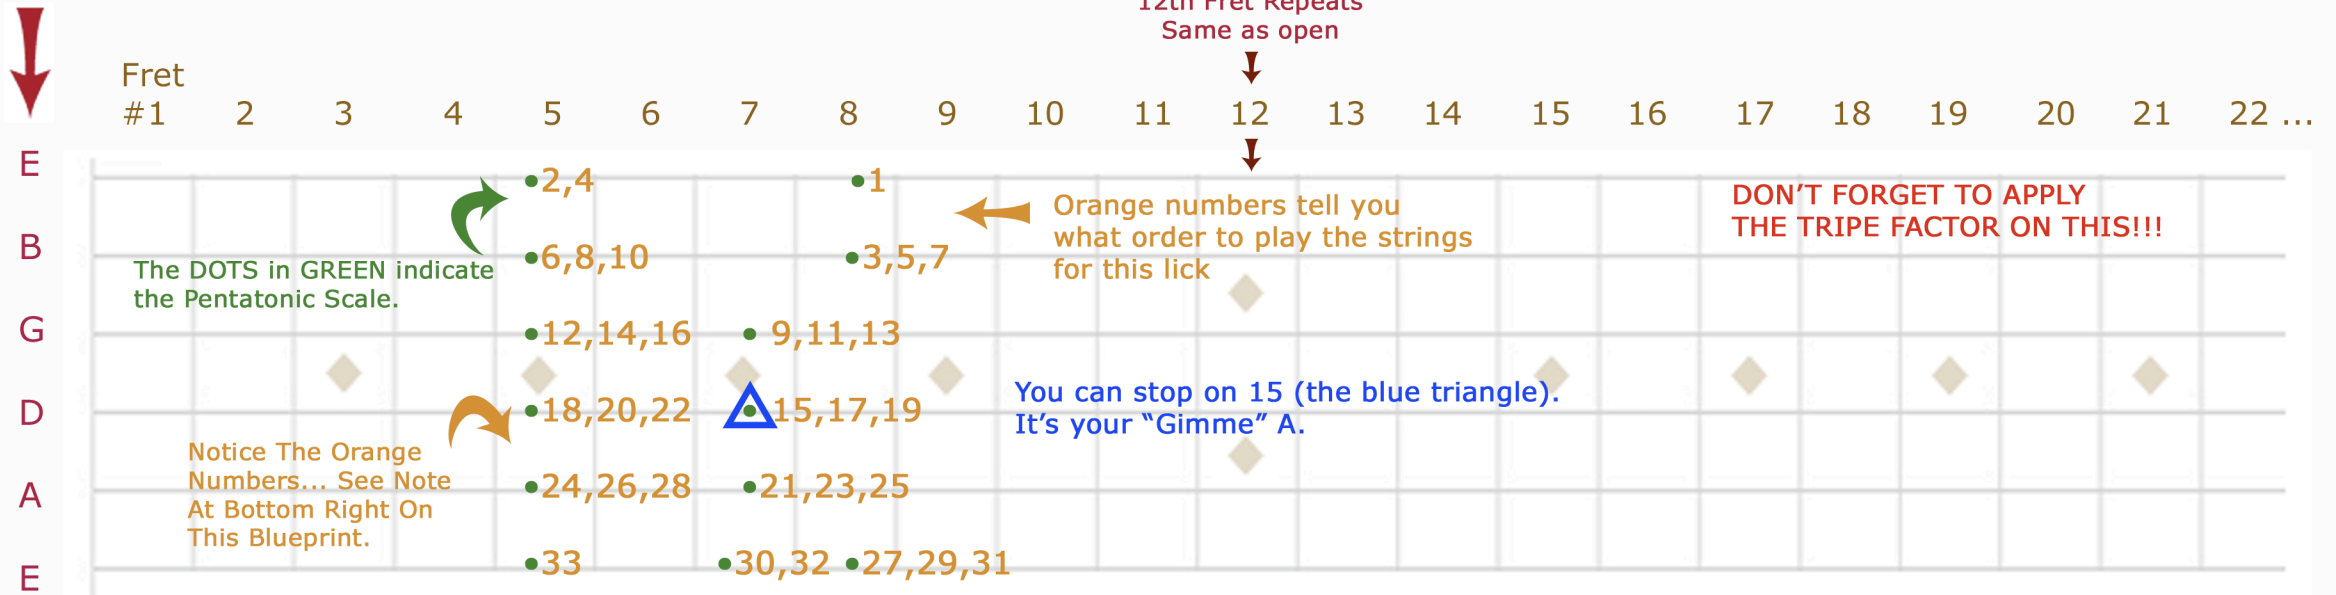 12th Fret Repeats
Same as open
Fret
#1 2 3 4 5 6 7 8 9 10 11 12 13 14 15 16 17 18 19 20 21 22 ...
E
2,4 1
DON’T FORGET TO APPLY
THE TRIPE FACTOR ON THIS!!!
Orange numbers tell you
what order to play the strings
for this lick
B
6,8,10 3,5,7
The DOTS in GREEN indicate
the Pentatonic Scale.
G
12,14,16 9,11,13
D
18,20,22 15,17,19
You can stop on 15 (the blue triangle).
It’s your “Gimme” A.
Notice The Orange
Numbers... See Note
At Bottom Right On
This Blueprint.
A
24,26,28 21,23,25
E
33 30,32 27,29,31